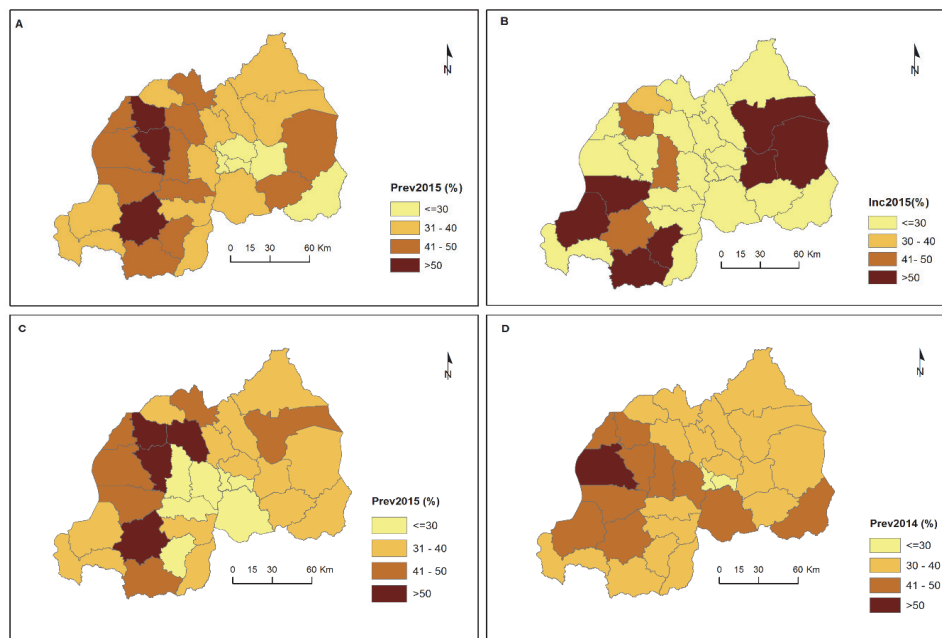 A
N
Prev2015 (%)
<=30
31 - 40
41 - 50
>50
0 15 30 60 Km
B
N
Inc2015(%)
<=30
30 - 40
41 - 50
>50
0 15 30 60 Km
C
N
Prev2015 (%)
<=30
31 - 40
41 - 50
>50
0 15 30 60 Km
D
N
Prev2014 (%)
<=30
30 - 40
41 - 50
>50
0 15 30 60 Km